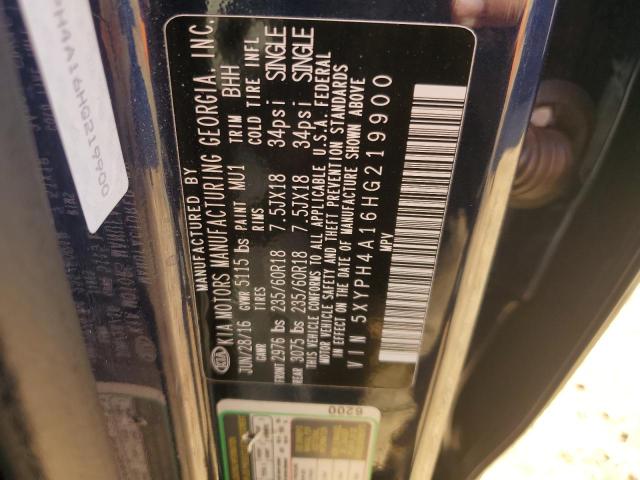 MANUFACTURED BY
KIA KIA MOTORS MANUFACTURING GEORGIA, INC.
JUN/28/16 GVWR 5115 lbs PAINT MU1 TRIM BHH
GAWR TIRES RIMS COLD TIRE INFL
FRONT 2976 lbs 235/60R18 7.5JX18 34psi SINGLE
REAR 3075 lbs 235/60R18 7.5JX18 34psi SINGLE
THIS VEHICLE CONFORMS TO ALL APPLICABLE U.S.A. FEDERAL
MOTOR VEHICLE SAFETY AND THEFT PREVENTION STANDARDS
IN EFFECT ON THE DATE OF MANUFACTURE SHOWN ABOVE
VIN 5XYPH4A16HG219900
MPV
6200